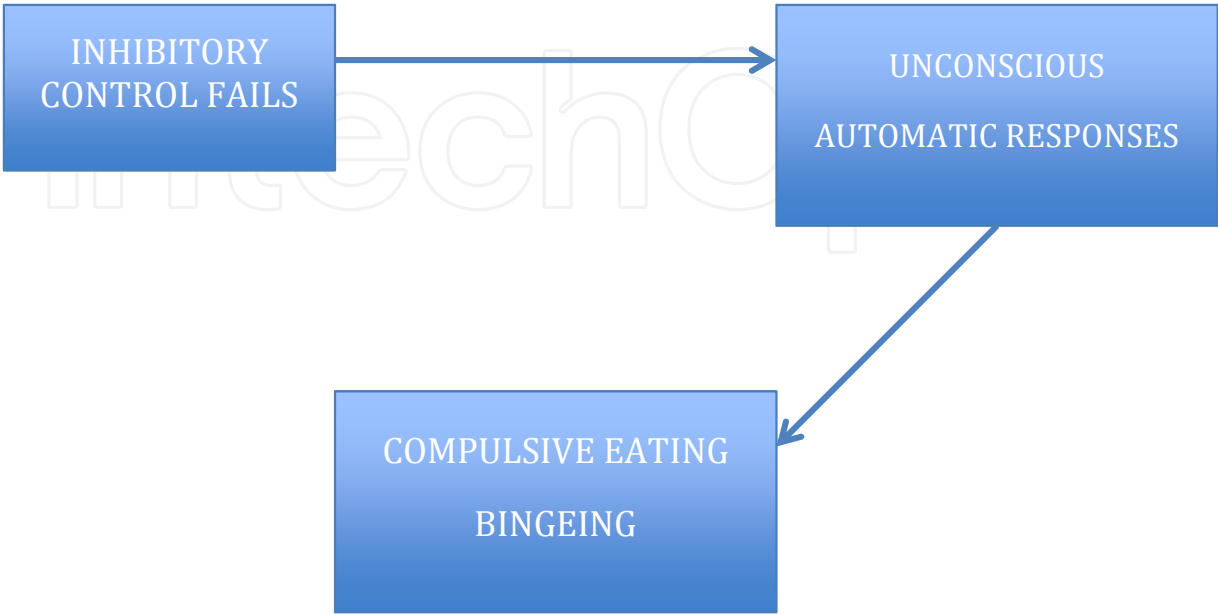 INHIBITORY
CONTROL FAILS
UNCONSCIOUS
AUTOMATIC RESPONSES
COMPULSIVE EATING
BINGEING